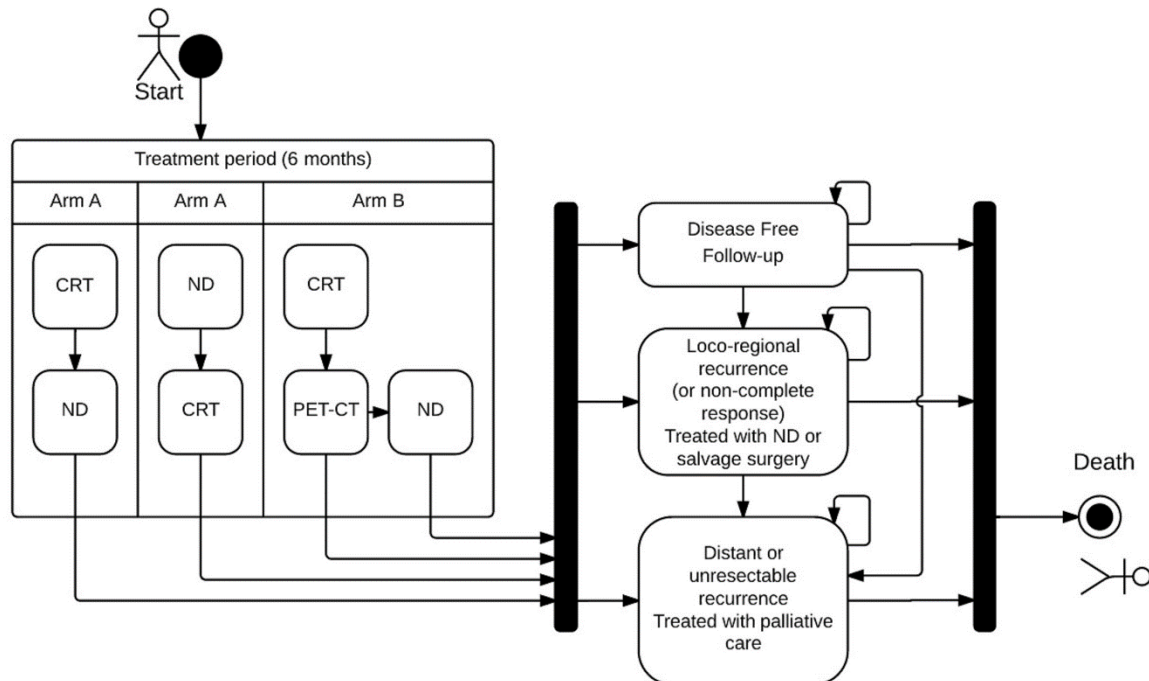 Start
Treatment period (6 months)
Arm A
Arm A
Arm B
CRT
ND
CRT
ND
CRT
PET-CT
ND
Disease Free
Follow-up
Loco-regional
recurrence
(or non-complete
response)
Treated with ND or
salvage surgery
Distant or
unresectable
recurrence
Treated with palliative
care
Death